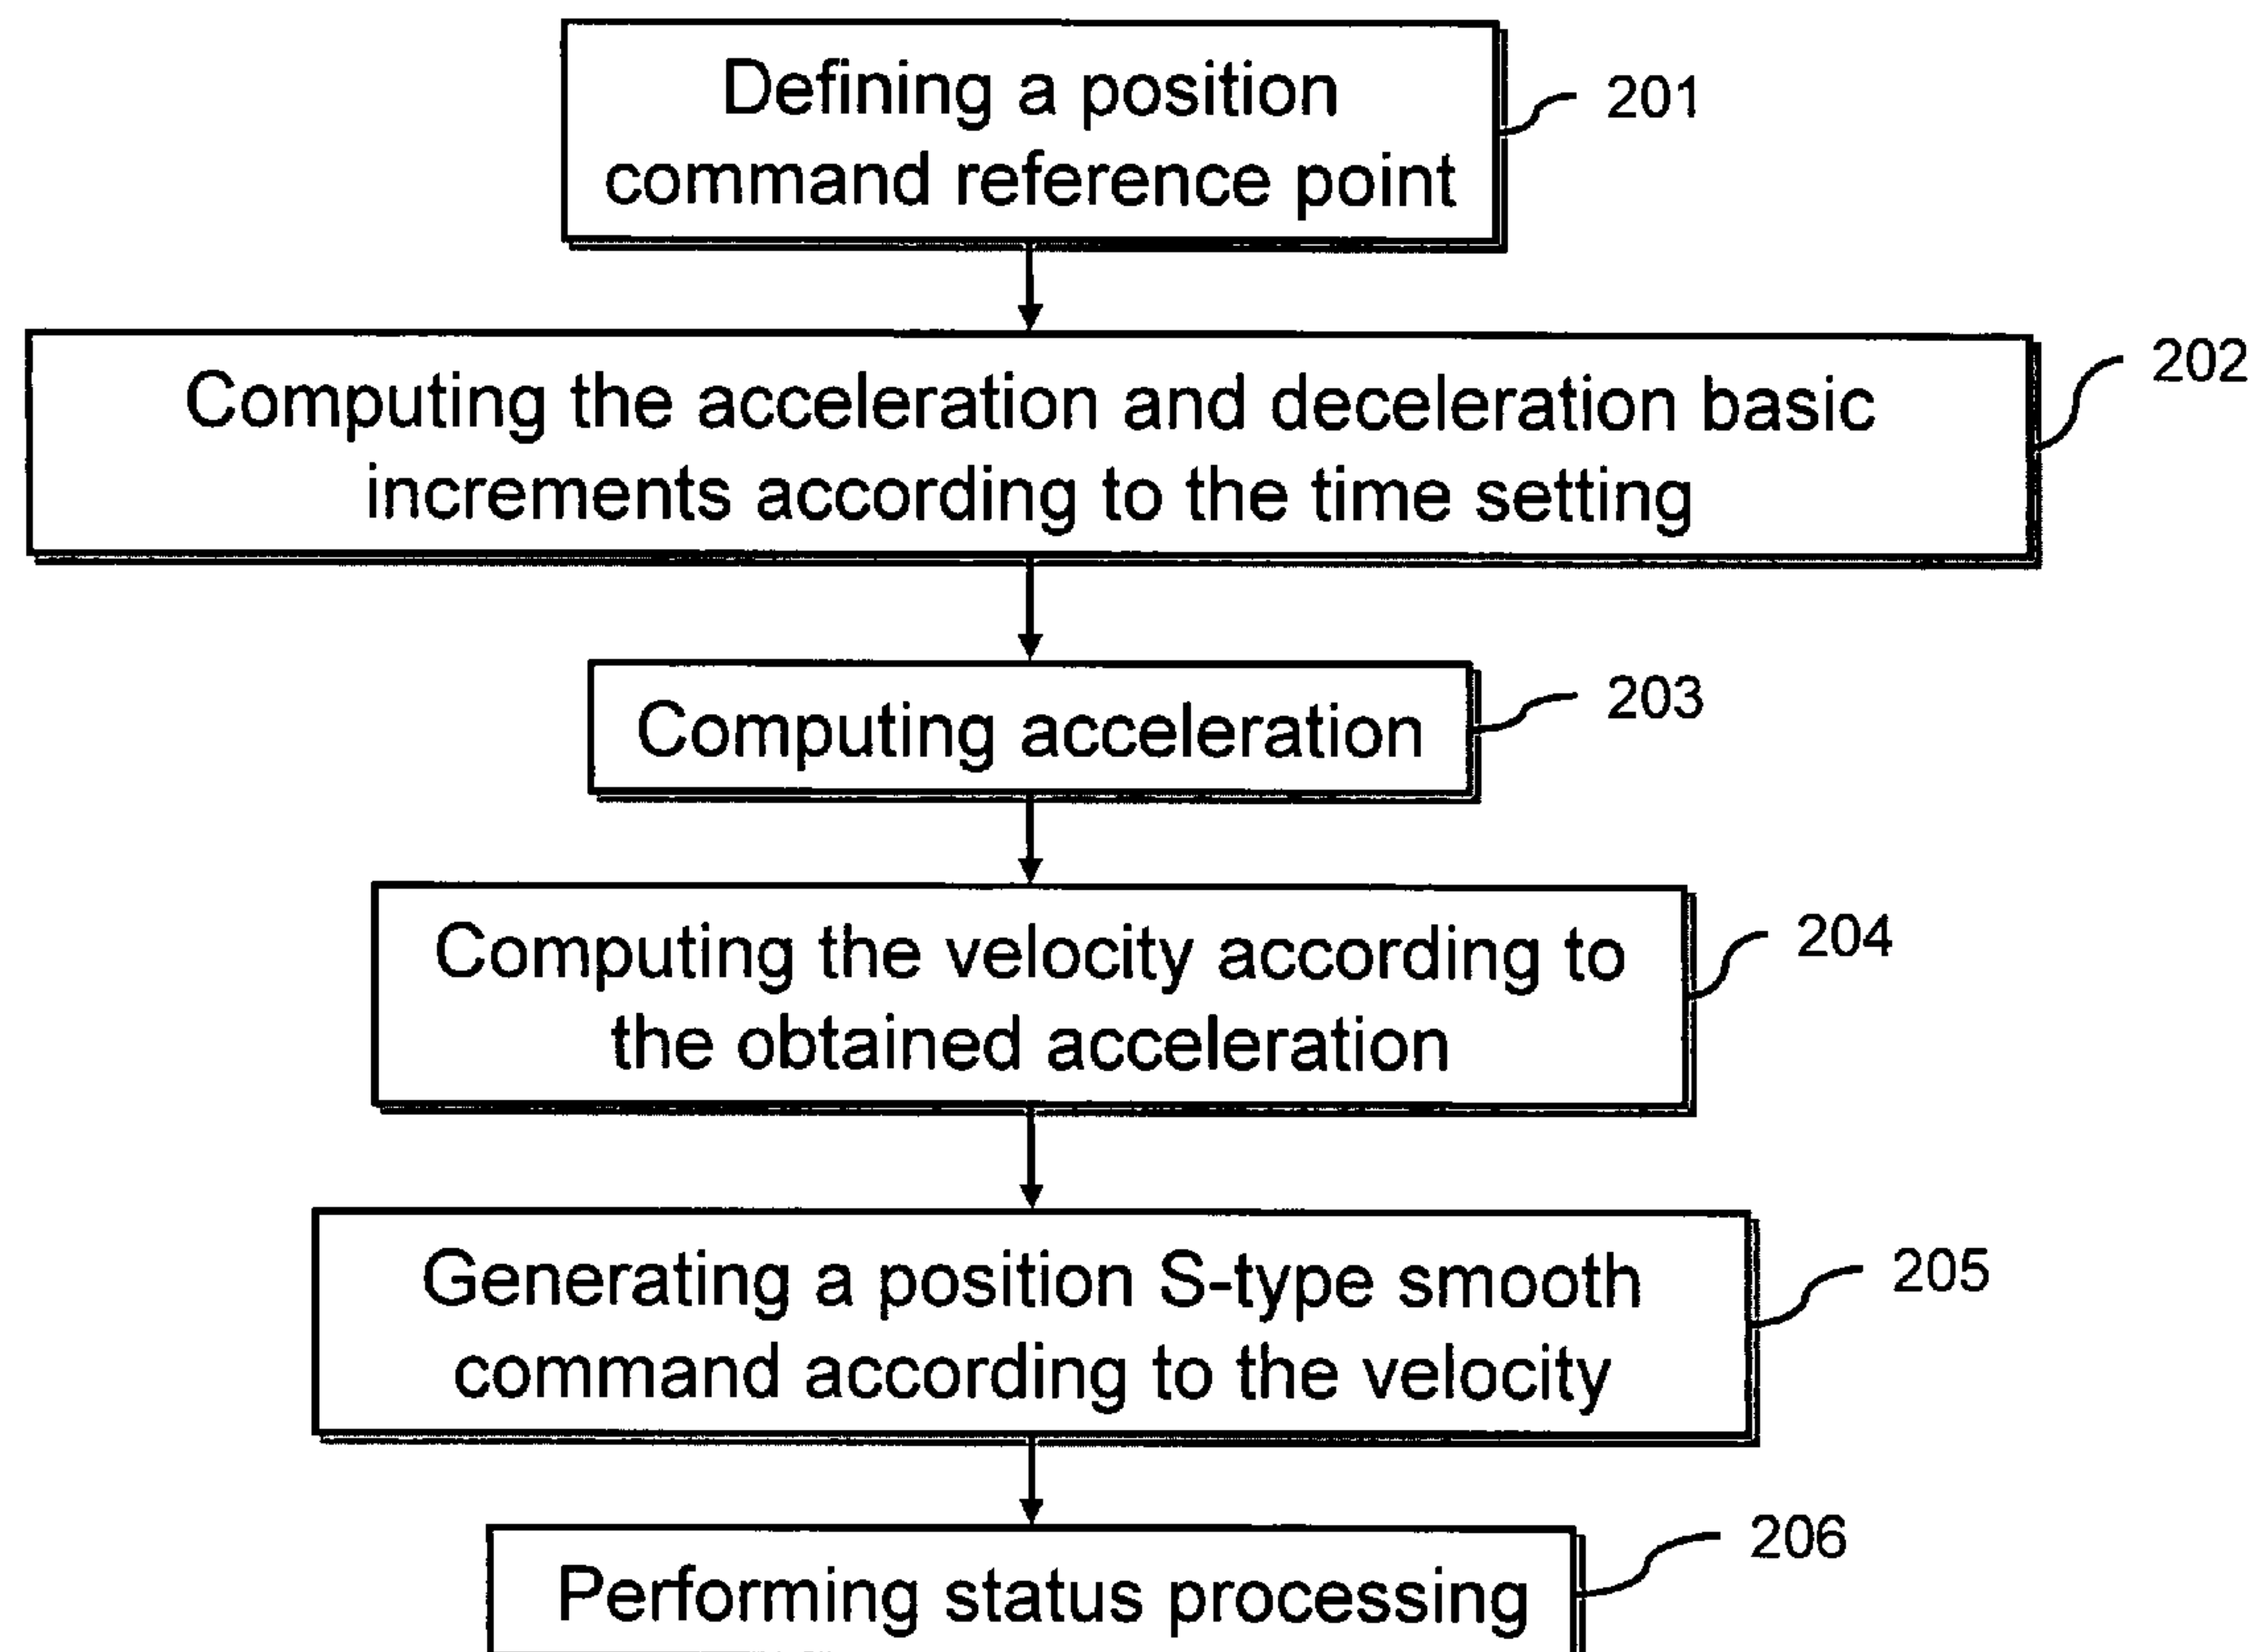 Defining a position
command reference point
201
Computing the acceleration and deceleration basic
increments according to the time setting
202
Computing acceleration
203
Computing the velocity according to
the obtained acceleration
204
Generating a position S-type smooth
command according to the velocity
205
Performing status processing
206